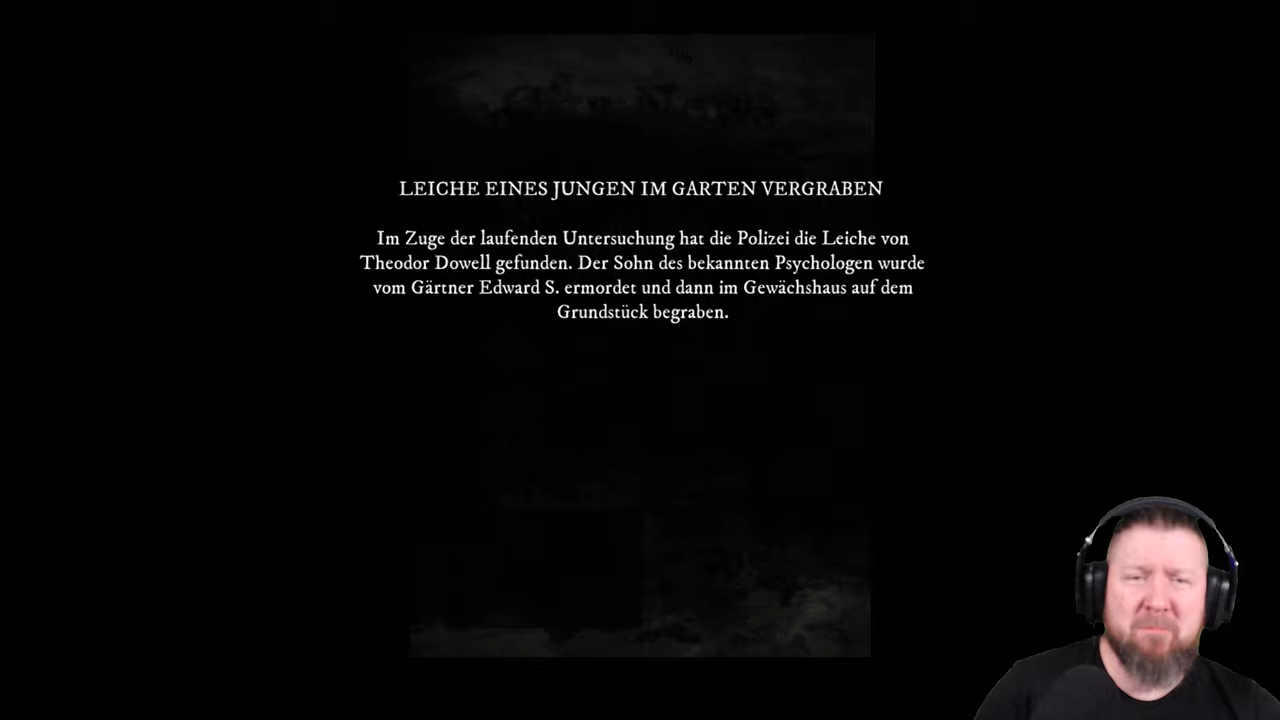 LEICHE EINES JUNGEN IM GARTEN VERGRABEN
Im Zuge der laufenden Untersuchung hat die Polizei die Leiche von
Theodor Dowell gefunden. Der Sohn des bekannten Psychologen wurde
vom Gärtner Edward S. ermordet und dann im Gewächshaus auf dem
Grundstück begraben.